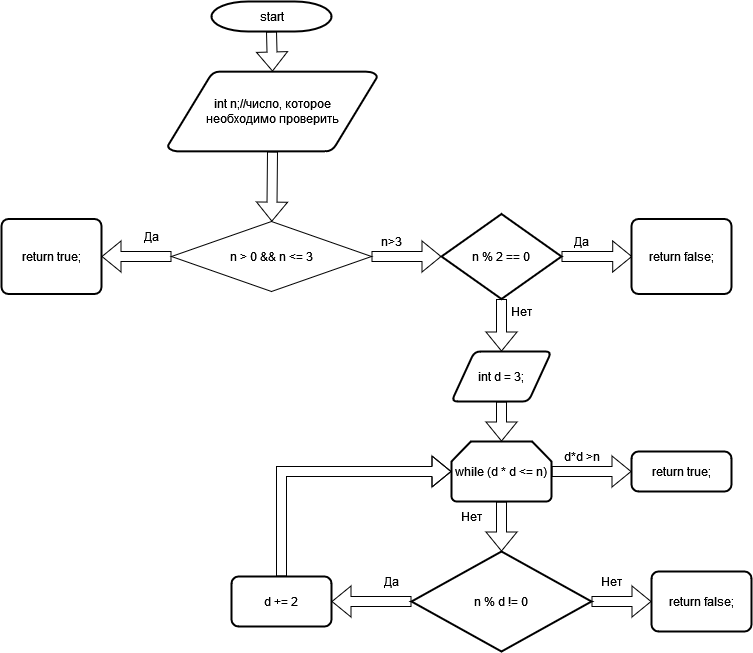 start
int n;//число, которое
необходимо проверить
Да
n>3
Да
return true;
n > 0 && n <= 3
n % 2 == 0
return false;
Нет
int d = 3;
d*d >n
while (d * d <= n)
return true;
Нет
Да
Нет
d += 2
n % d != 0
return false;